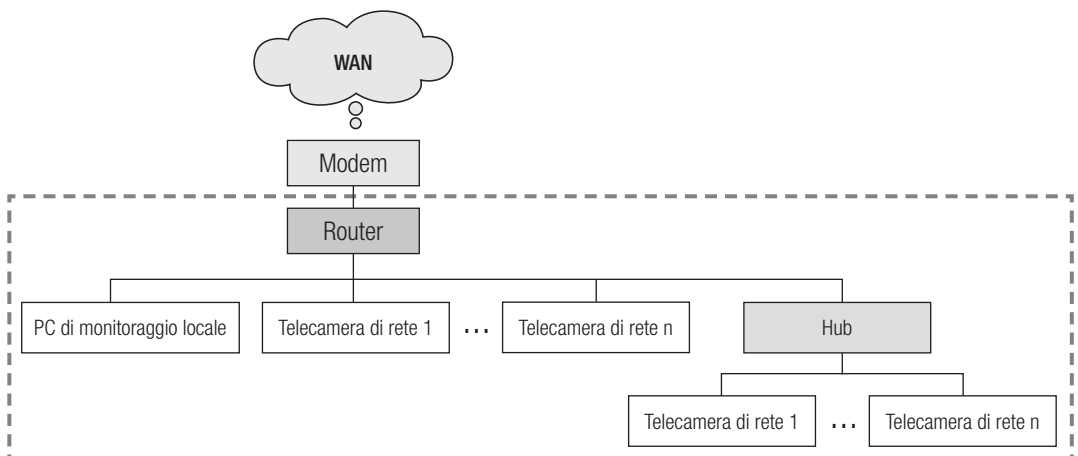 WAN
Modem
Router
PC di monitoraggio locale
Telecamera di rete 1
...
Telecamera di rete n
Hub
Telecamera di rete 1
...
Telecamera di rete n